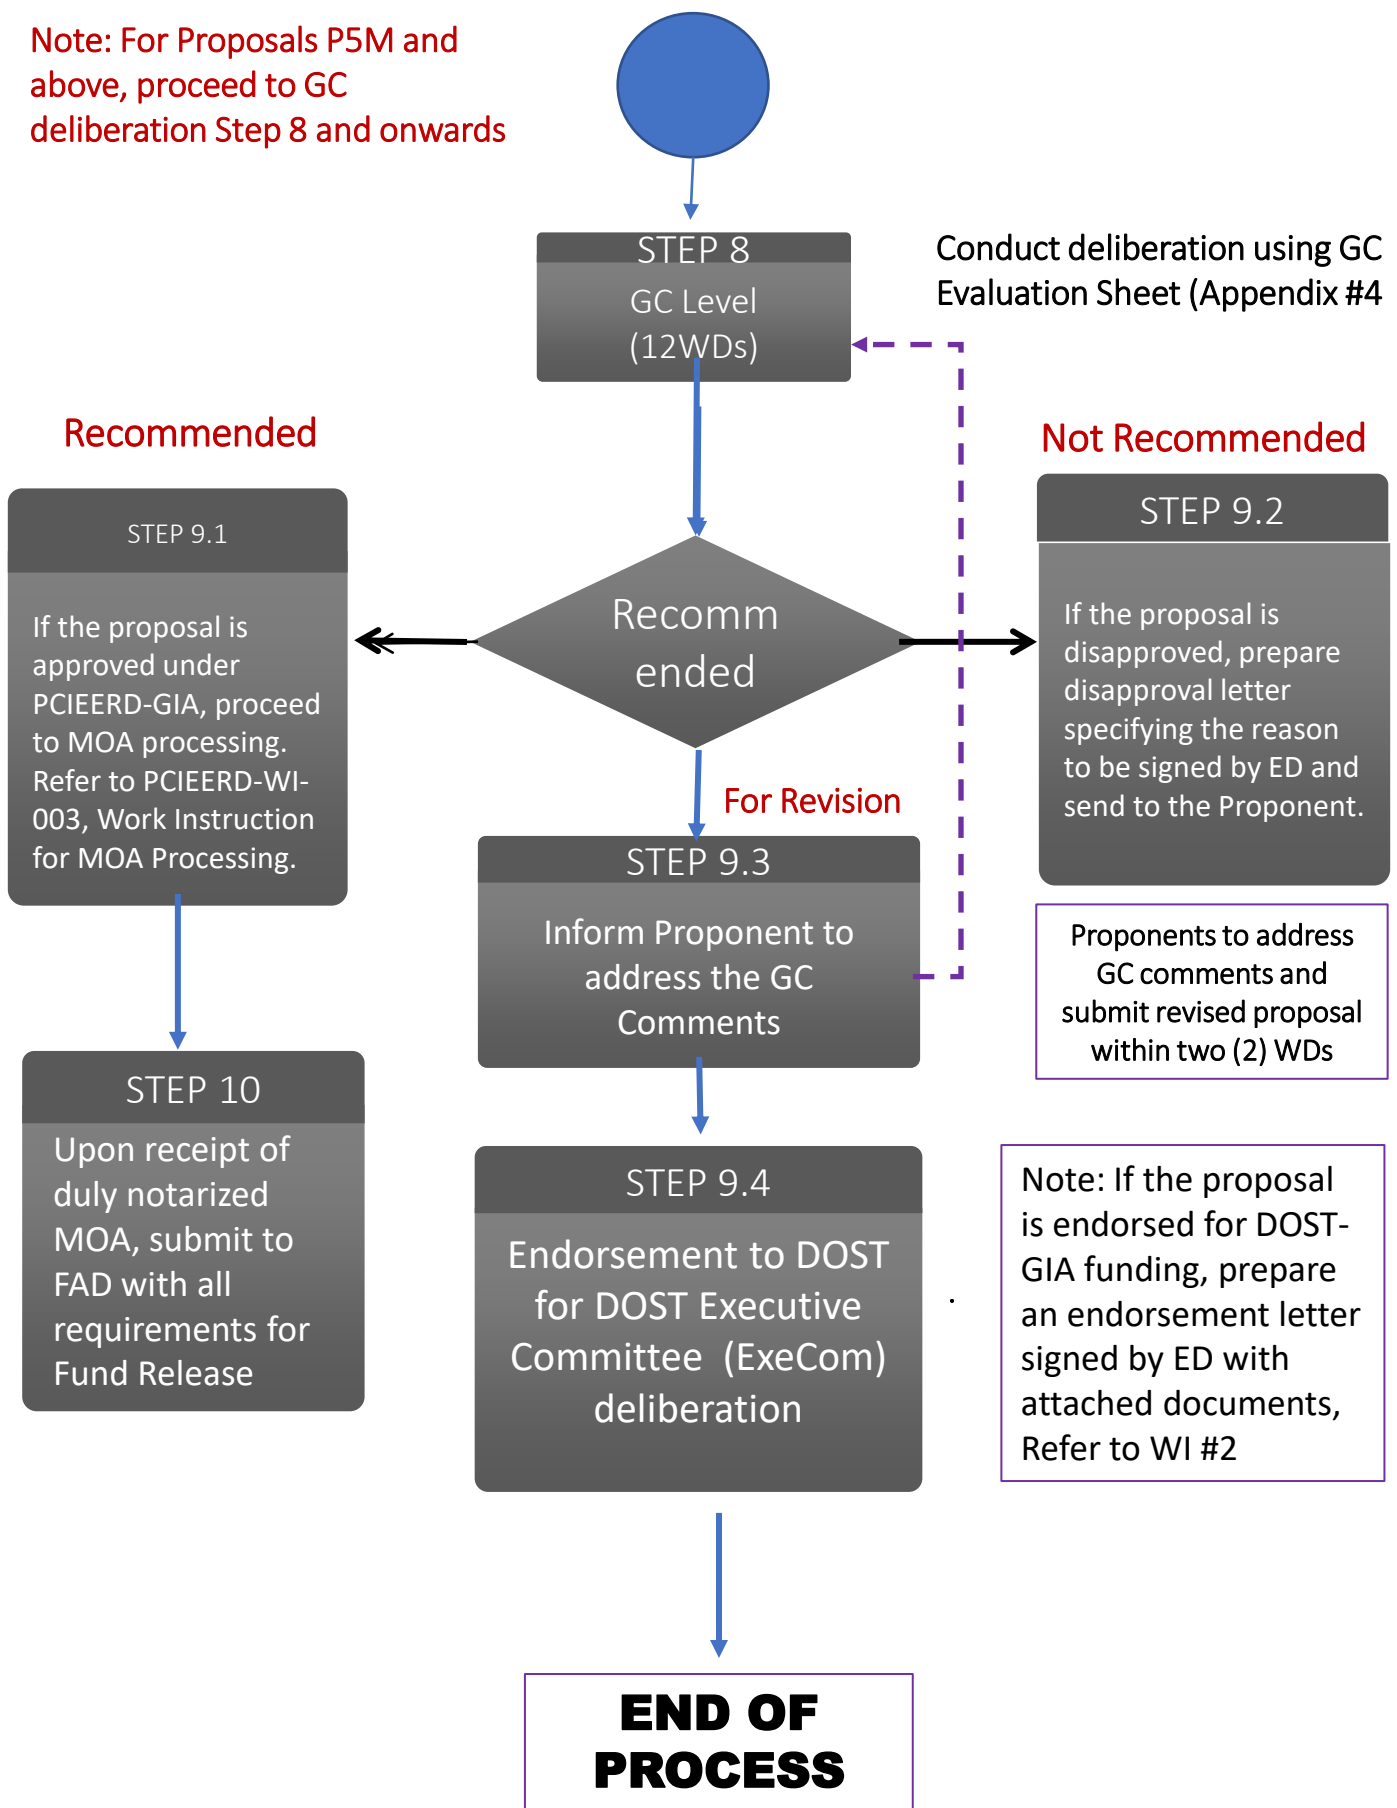 Note: For Proposals P5M and
above, proceed to GC
deliberation Step 8 and onwards
STEP 8
GC Level
(12WDs)
Conduct deliberation using GC
Evaluation Sheet (Appendix #4
Recommended
Not Recommended
STEP 9.1
If the proposal is
approved under
PCIEERD-GIA, proceed
to MOA processing.
Refer to PCIEERD-WI-
003, Work Instruction
for MOA Processing.
Recomm
ended
STEP 9.2
If the proposal is
disapproved, prepare
disapproval letter
specifying the reason
to be signed by ED and
send to the Proponent.
For Revision
STEP 9.3
Inform Proponent to
address the GC
Comments
Proponents to address
GC comments and
submit revised proposal
within two (2) WDs
STEP 10
Upon receipt of
duly notarized
MOA, submit to
FAD with all
requirements for
Fund Release
STEP 9.4
Endorsement to DOST
for DOST Executive
Committee (ExeCom)
deliberation
.
Note: If the proposal
is endorsed for DOST-
GIA funding, prepare
an endorsement letter
signed by ED with
attached documents,
Refer to WI #2
END OF
PROCESS